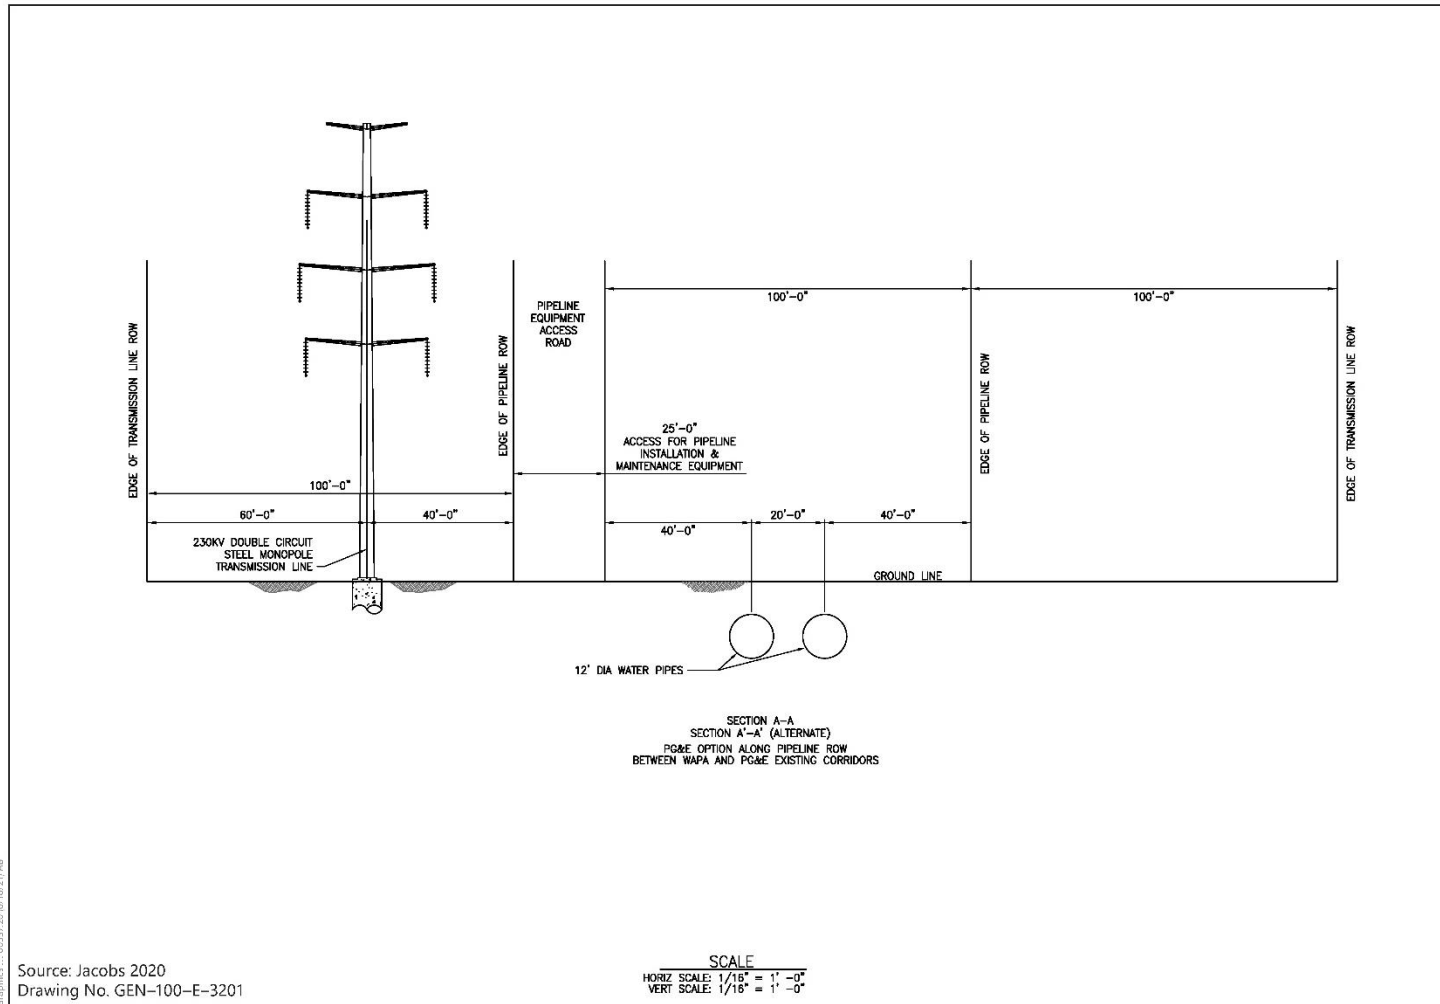 PIPELINE
EQUIPMENT
ACCESS
ROAD
100'-0"
100'-0"
EDGE OF TRANSMISSION LINE ROW
EDGE OF PIPELINE ROW
EDGE OF PIPELINE ROW
EDGE OF TRANSMISSION LINE ROW
25'-0"
ACCESS FOR PIPELINE
INSTALLATION &
MAINTENANCE EQUIPMENT
100'-0"
60'-0"
40'-0"
40'-0"
20'-0"
40'-0"
230KV DOUBLE CIRCUIT
STEEL MONOPOLE
TRANSMISSION LINE
GROUND LINE
12' DIA WATER PIPES
SECTION A-A
SECTION A'-A' (ALTERNATE)
PG&E OPTION ALONG PIPELINE ROW
BETWEEN WAPA AND PG&E EXISTING CORRIDORS
SCALE
HORIZ SCALE: 1/16" = 1' -0"
VERT SCALE: 1/16" = 1' -0"
Source: Jacobs 2020
Drawing No. GEN-100-E-3201